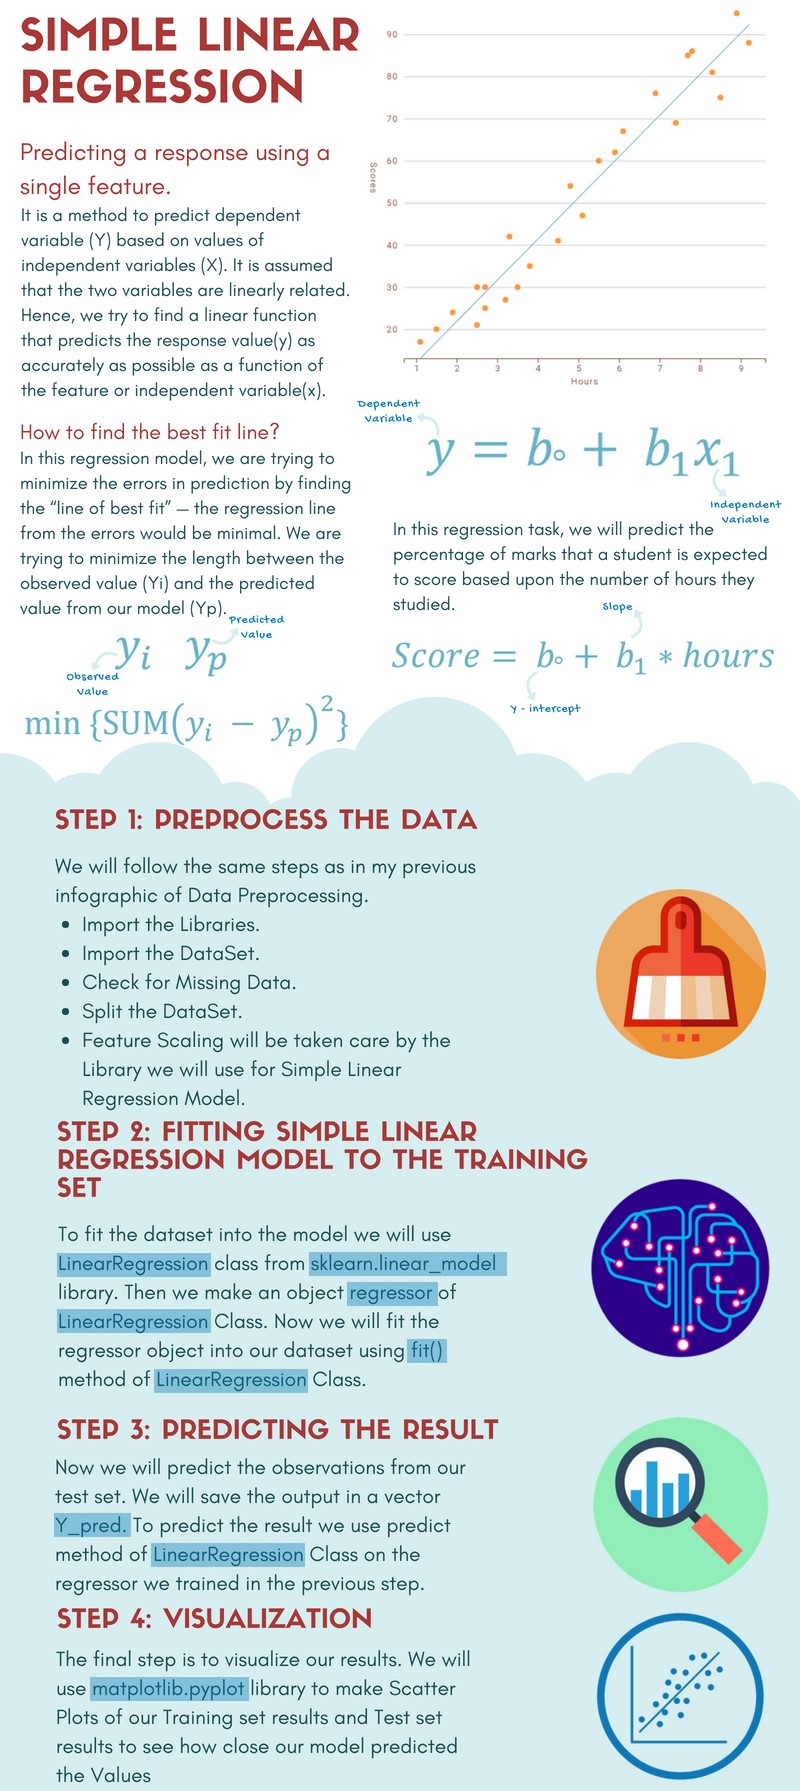 SIMPLE LINEAR
REGRESSION
Predicting a response using a
single feature.
It is a method to predict dependent
variable (Y) based on values of
independent variables (X). It is assumed
that the two variables are linearly related.
Hence, we try to find a linear function
that predicts the response value(y) as
accurately as possible as a function of
the feature or independent variable(x).
90
80
70
60
50
40
30
20
Scores
1 2 3 4 5 6 7 8 9
Hours
How to find the best fit line?
In this regression model, we are trying to
minimize the errors in prediction by finding
the “line of best fit” — the regression line
from the errors would be minimal. We are
trying to minimize the length between the
observed value (Yi) and the predicted
value from our model (Yp).
Predicted
Value
yᵢ yₚ
Observed
Value
min {SUM(yᵢ − yₚ)²}
Dependent
Variable
y = b₀ + b₁x₁
Independent
Variable
In this regression task, we will predict the
percentage of marks that a student is expected
to score based upon the number of hours they
studied.
Slope
Score = b₀ + b₁ ∗ hours
Y - intercept
STEP 1: PREPROCESS THE DATA
We will follow the same steps as in my previous
infographic of Data Preprocessing.
• Import the Libraries.
• Import the DataSet.
• Check for Missing Data.
• Split the DataSet.
• Feature Scaling will be taken care by the
Library we will use for Simple Linear
Regression Model.
STEP 2: FITTING SIMPLE LINEAR
REGRESSION MODEL TO THE TRAINING
SET
To fit the dataset into the model we will use
LinearRegression class from sklearn.linear_model
library. Then we make an object regressor of
LinearRegression Class. Now we will fit the
regressor object into our dataset using fit()
method of LinearRegression Class.
STEP 3: PREDICTING THE RESULT
Now we will predict the observations from our
test set. We will save the output in a vector
Y_pred. To predict the result we use predict
method of LinearRegression Class on the
regressor we trained in the previous step.
STEP 4: VISUALIZATION
The final step is to visualize our results. We will
use matplotlib.pyplot library to make Scatter
Plots of our Training set results and Test set
results to see how close our model predicted
the Values